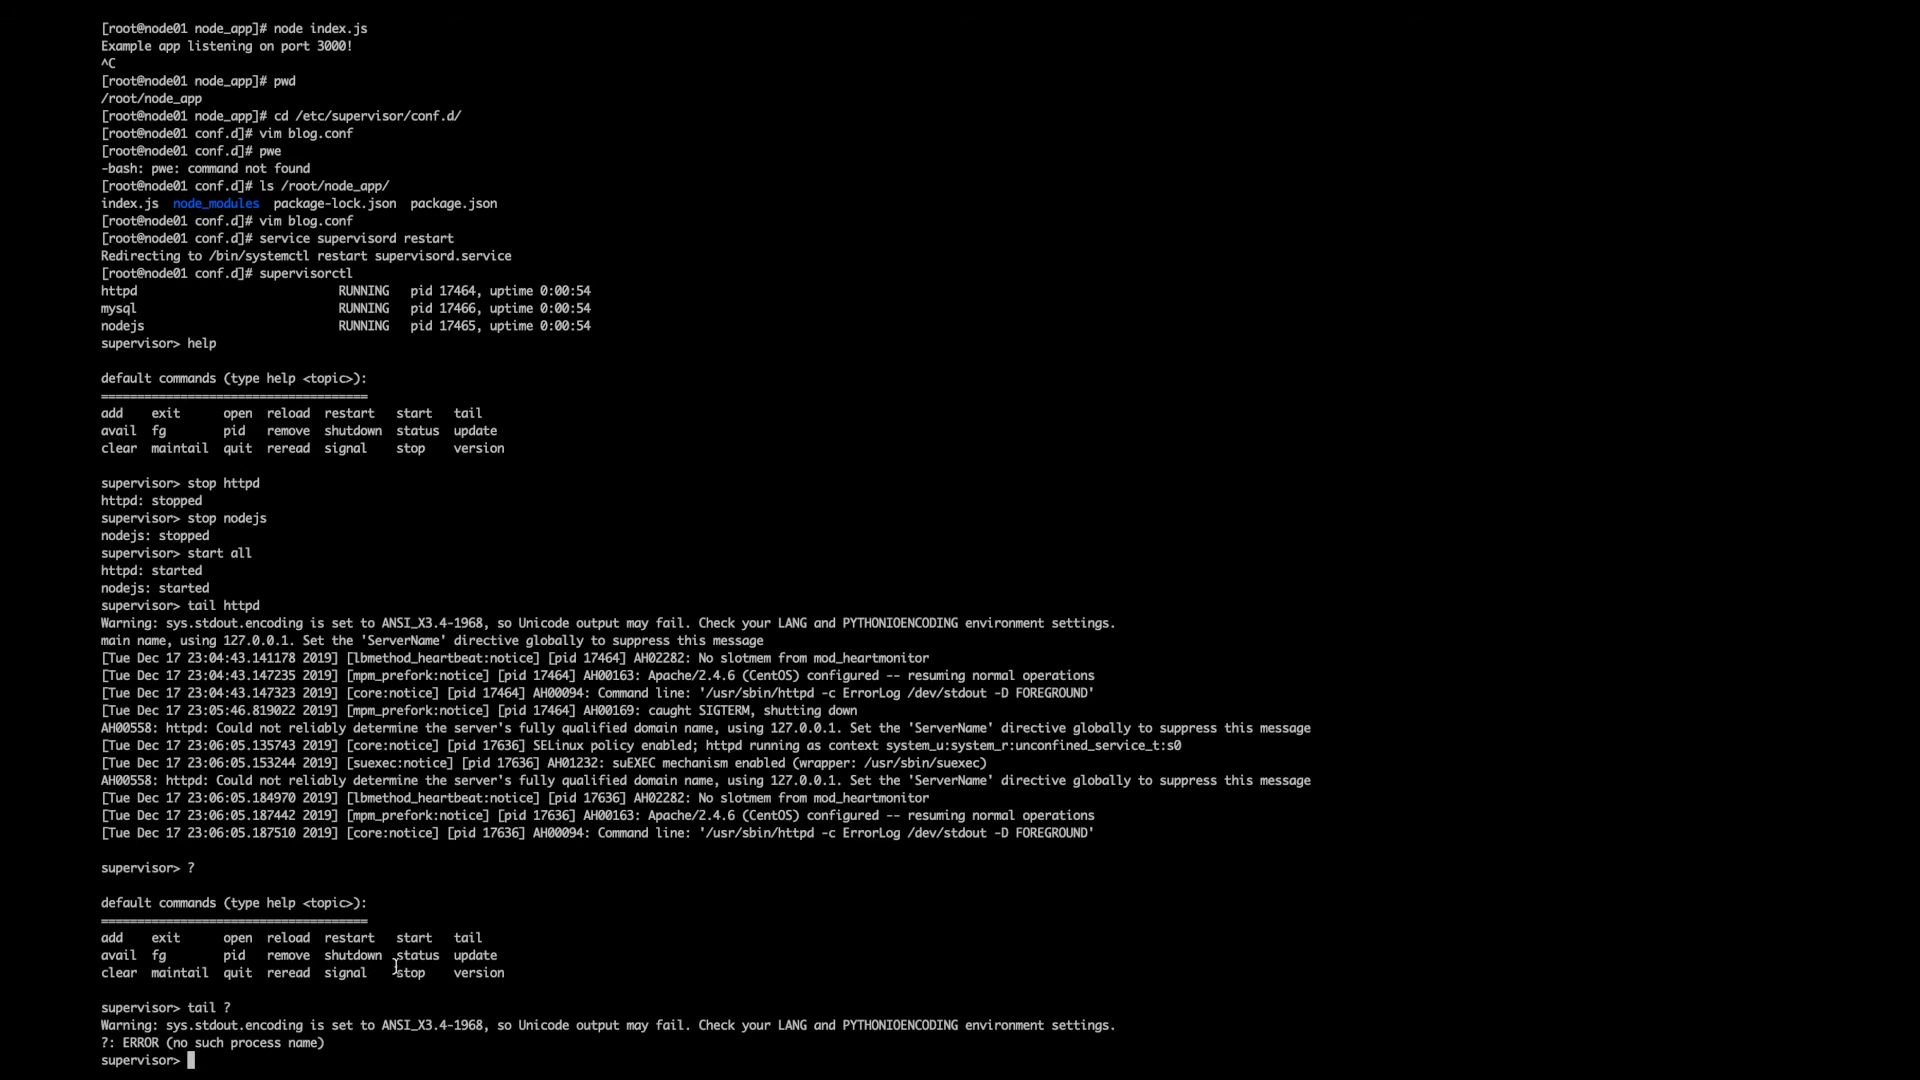 [root@node01 node_app]# node index.js
Example app listening on port 3000!
^C
[root@node01 node_app]# pwd
/root/node_app
[root@node01 node_app]# cd /etc/supervisor/conf.d/
[root@node01 conf.d]# vim blog.conf
[root@node01 conf.d]# pwe
-bash: pwe: command not found
[root@node01 conf.d]# ls /root/node_app/
index.js  node_modules  package-lock.json  package.json
[root@node01 conf.d]# vim blog.conf
[root@node01 conf.d]# service supervisord restart
Redirecting to /bin/systemctl restart supervisord.service
[root@node01 conf.d]# supervisorctl
httpd                            RUNNING   pid 17464, uptime 0:00:54
mysql                            RUNNING   pid 17466, uptime 0:00:54
nodejs                           RUNNING   pid 17465, uptime 0:00:54
supervisor> help
default commands (type help <topic>):
=====================================
add    exit      open  reload  restart   start   tail
avail  fg        pid   remove  shutdown  status  update
clear  maintail  quit  reread  signal    stop    version
supervisor> stop httpd
httpd: stopped
supervisor> stop nodejs
nodejs: stopped
supervisor> start all
httpd: started
nodejs: started
supervisor> tail httpd
Warning: sys.stdout.encoding is set to ANSI_X3.4-1968, so Unicode output may fail. Check your LANG and PYTHONIOENCODING environment settings.
main name, using 127.0.0.1. Set the 'ServerName' directive globally to suppress this message
[Tue Dec 17 23:04:43.141178 2019] [lbmethod_heartbeat:notice] [pid 17464] AH02282: No slotmem from mod_heartmonitor
[Tue Dec 17 23:04:43.147235 2019] [mpm_prefork:notice] [pid 17464] AH00163: Apache/2.4.6 (CentOS) configured -- resuming normal operations
[Tue Dec 17 23:04:43.147323 2019] [core:notice] [pid 17464] AH00094: Command line: '/usr/sbin/httpd -c ErrorLog /dev/stdout -D FOREGROUND'
[Tue Dec 17 23:05:46.819022 2019] [mpm_prefork:notice] [pid 17464] AH00169: caught SIGTERM, shutting down
AH00558: httpd: Could not reliably determine the server's fully qualified domain name, using 127.0.0.1. Set the 'ServerName' directive globally to suppress this message
[Tue Dec 17 23:06:05.135743 2019] [core:notice] [pid 17636] SELinux policy enabled; httpd running as context system_u:system_r:unconfined_service_t:s0
[Tue Dec 17 23:06:05.153244 2019] [suexec:notice] [pid 17636] AH01232: suEXEC mechanism enabled (wrapper: /usr/sbin/suexec)
AH00558: httpd: Could not reliably determine the server's fully qualified domain name, using 127.0.0.1. Set the 'ServerName' directive globally to suppress this message
[Tue Dec 17 23:06:05.184970 2019] [lbmethod_heartbeat:notice] [pid 17636] AH02282: No slotmem from mod_heartmonitor
[Tue Dec 17 23:06:05.187442 2019] [mpm_prefork:notice] [pid 17636] AH00163: Apache/2.4.6 (CentOS) configured -- resuming normal operations
[Tue Dec 17 23:06:05.187510 2019] [core:notice] [pid 17636] AH00094: Command line: '/usr/sbin/httpd -c ErrorLog /dev/stdout -D FOREGROUND'
supervisor> ?
default commands (type help <topic>):
=====================================
add    exit      open  reload  restart   start   tail
avail  fg        pid   remove  shutdown  status  update
clear  maintail  quit  reread  signal    stop    version
supervisor> tail ?
Warning: sys.stdout.encoding is set to ANSI_X3.4-1968, so Unicode output may fail. Check your LANG and PYTHONIOENCODING environment settings.
?: ERROR (no such process name)
supervisor>